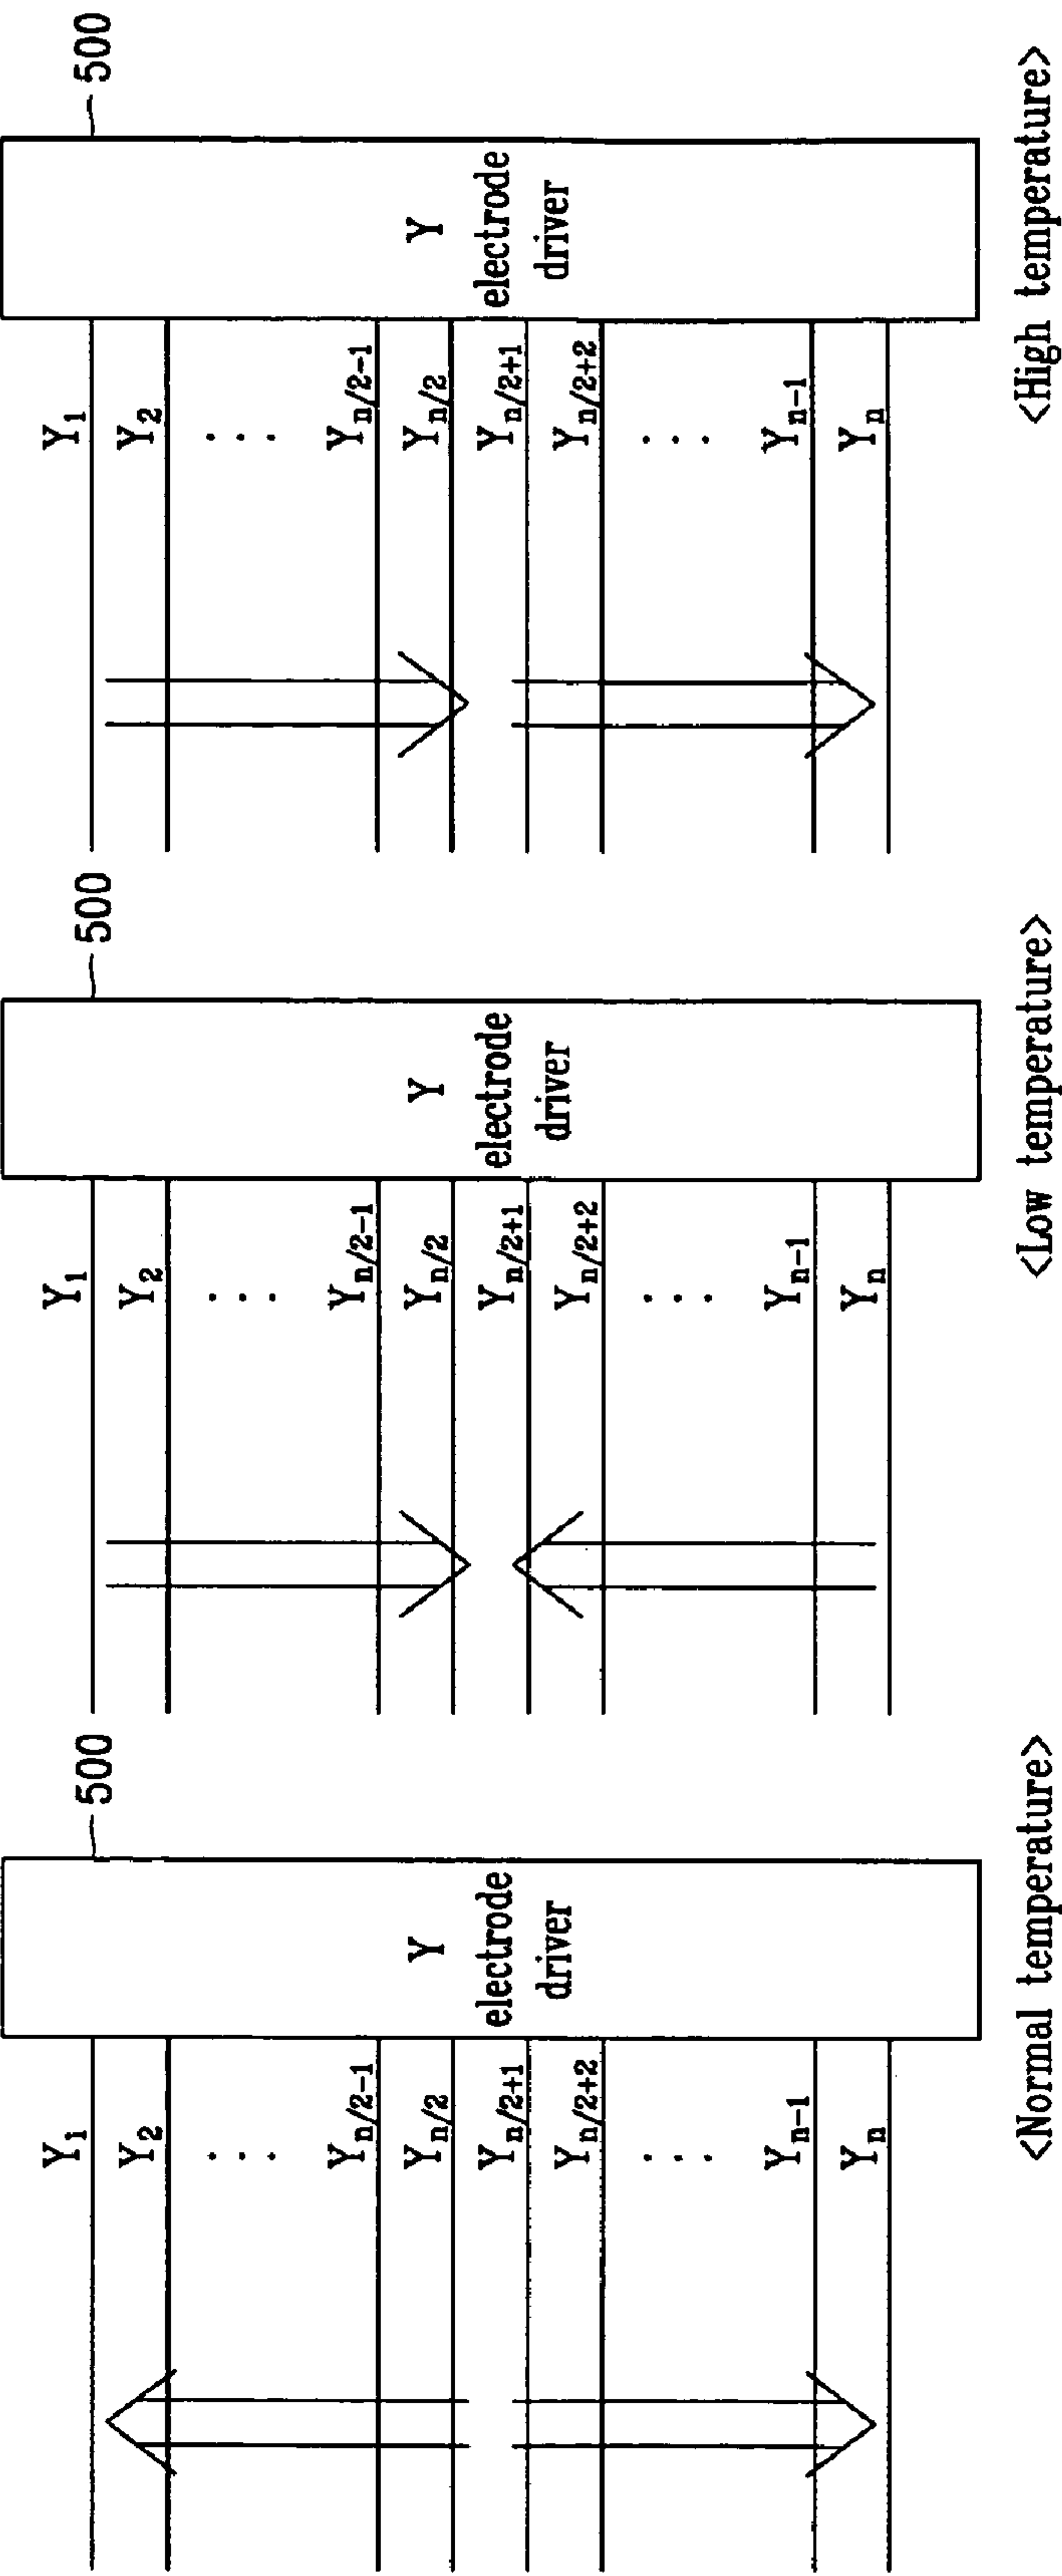 500
Y₁
Y₂
...
Yₙ/₂₋₁
Yₙ/₂
Yₙ/₂₊₁
Yₙ/₂₊₂
...
Yₙ₋₁
Yₙ
Y
electrode
driver
<Normal temperature>
500
Y₁
Y₂
...
Yₙ/₂₋₁
Yₙ/₂
Yₙ/₂₊₁
Yₙ/₂₊₂
...
Yₙ₋₁
Yₙ
Y
electrode
driver
<Low temperature>
500
Y₁
Y₂
...
Yₙ/₂₋₁
Yₙ/₂
Yₙ/₂₊₁
Yₙ/₂₊₂
...
Yₙ₋₁
Yₙ
Y
electrode
driver
<High temperature>